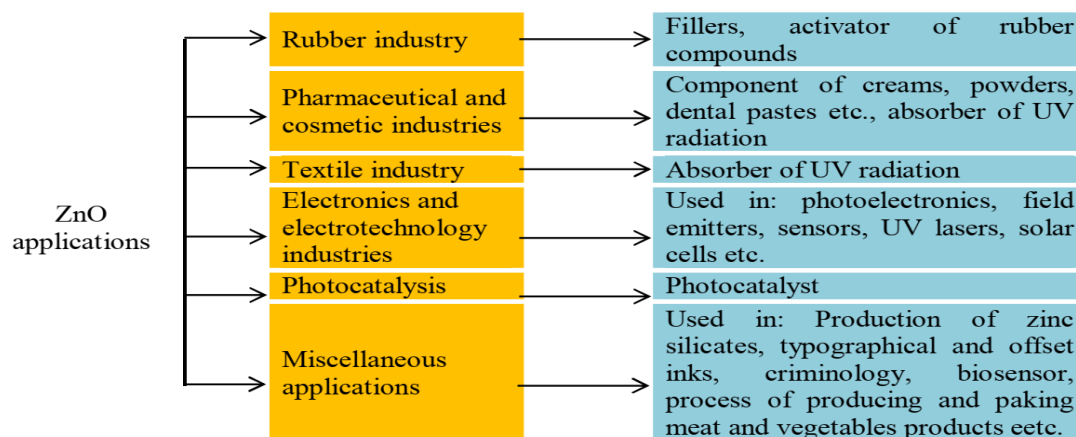 ZnO
applications
Rubber industry
Fillers, activator of rubber
compounds
Pharmaceutical and
cosmetic industries
Component of creams, powders,
dental pastes etc., absorber of UV
radiation
Textile industry
Absorber of UV radiation
Electronics and
electrotechnology
industries
Used in: photoelectronics, field
emitters, sensors, UV lasers, solar
cells etc.
Photocatalysis
Photocatalyst
Miscellaneous
applications
Used in: Production of zinc
silicates, typographical and offset
inks, criminology, biosensor,
process of producing and paking
meat and vegetables products eetc.